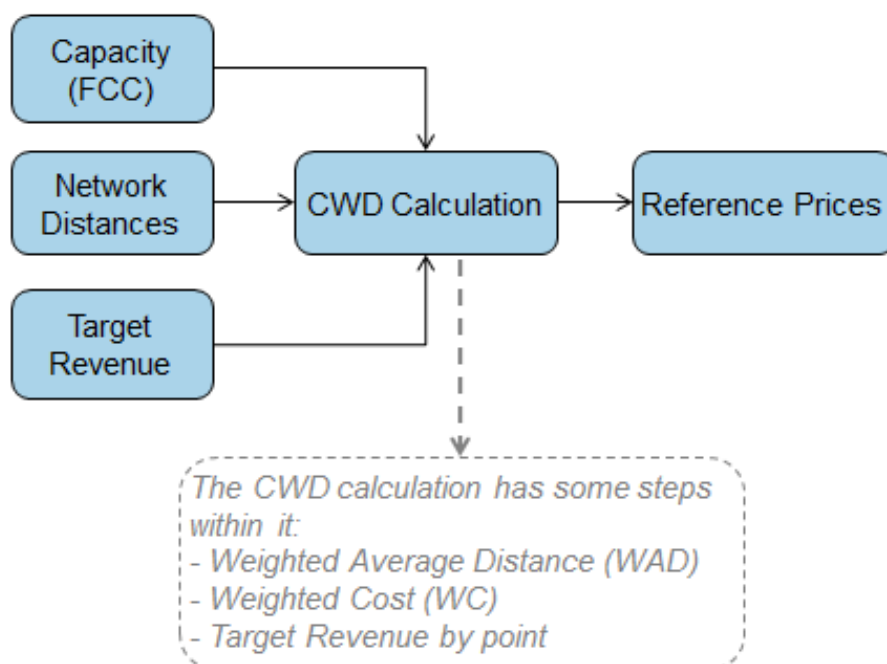 Capacity
(FCC)
Network
Distances
CWD Calculation
Reference Prices
Target
Revenue
The CWD calculation has some steps
within it:
- Weighted Average Distance (WAD)
- Weighted Cost (WC)
- Target Revenue by point